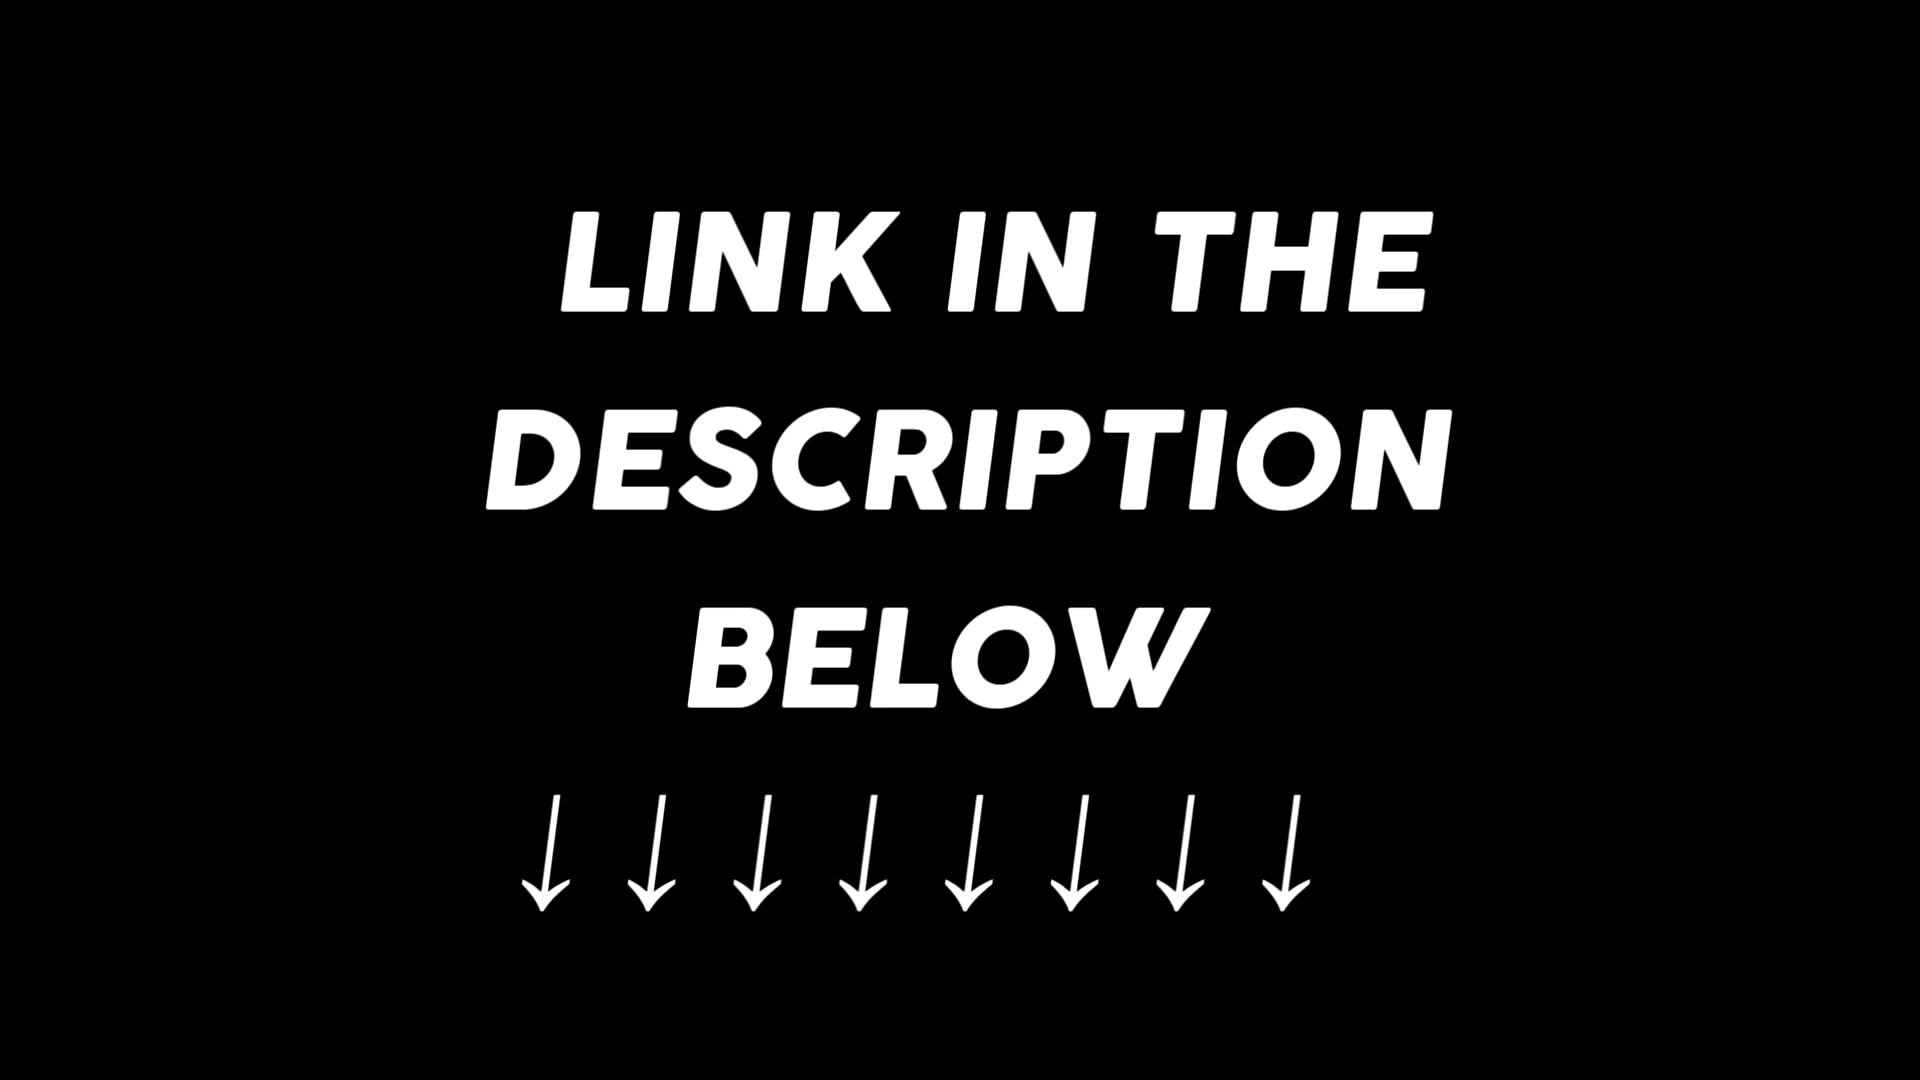 LINK IN THE
DESCRIPTION
BELOW
↓ ↓ ↓ ↓ ↓ ↓ ↓ ↓